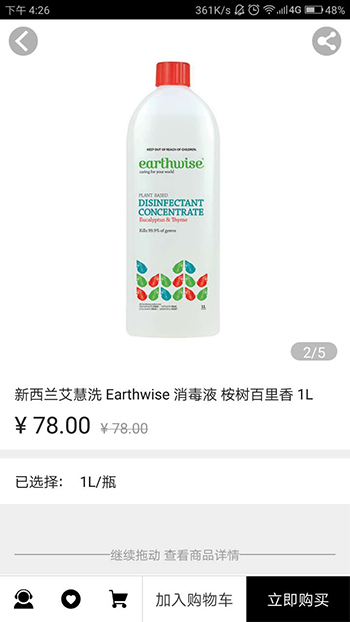 下午 4:26
361K/s 4G 48%
KEEP OUT OF REACH OF CHILDREN.
earthwise
caring for your world
PLANT BASED
DISINFECTANT
CONCENTRATE
Eucalyptus & Thyme
Kills 99.9% of germs
1L
2/5
新西兰艾慧洗 Earthwise 消毒液 桉树百里香 1L
¥ 78.00 ¥ 78.00
已选择： 1L/瓶
继续拖动 查看商品详情
加入购物车
立即购买